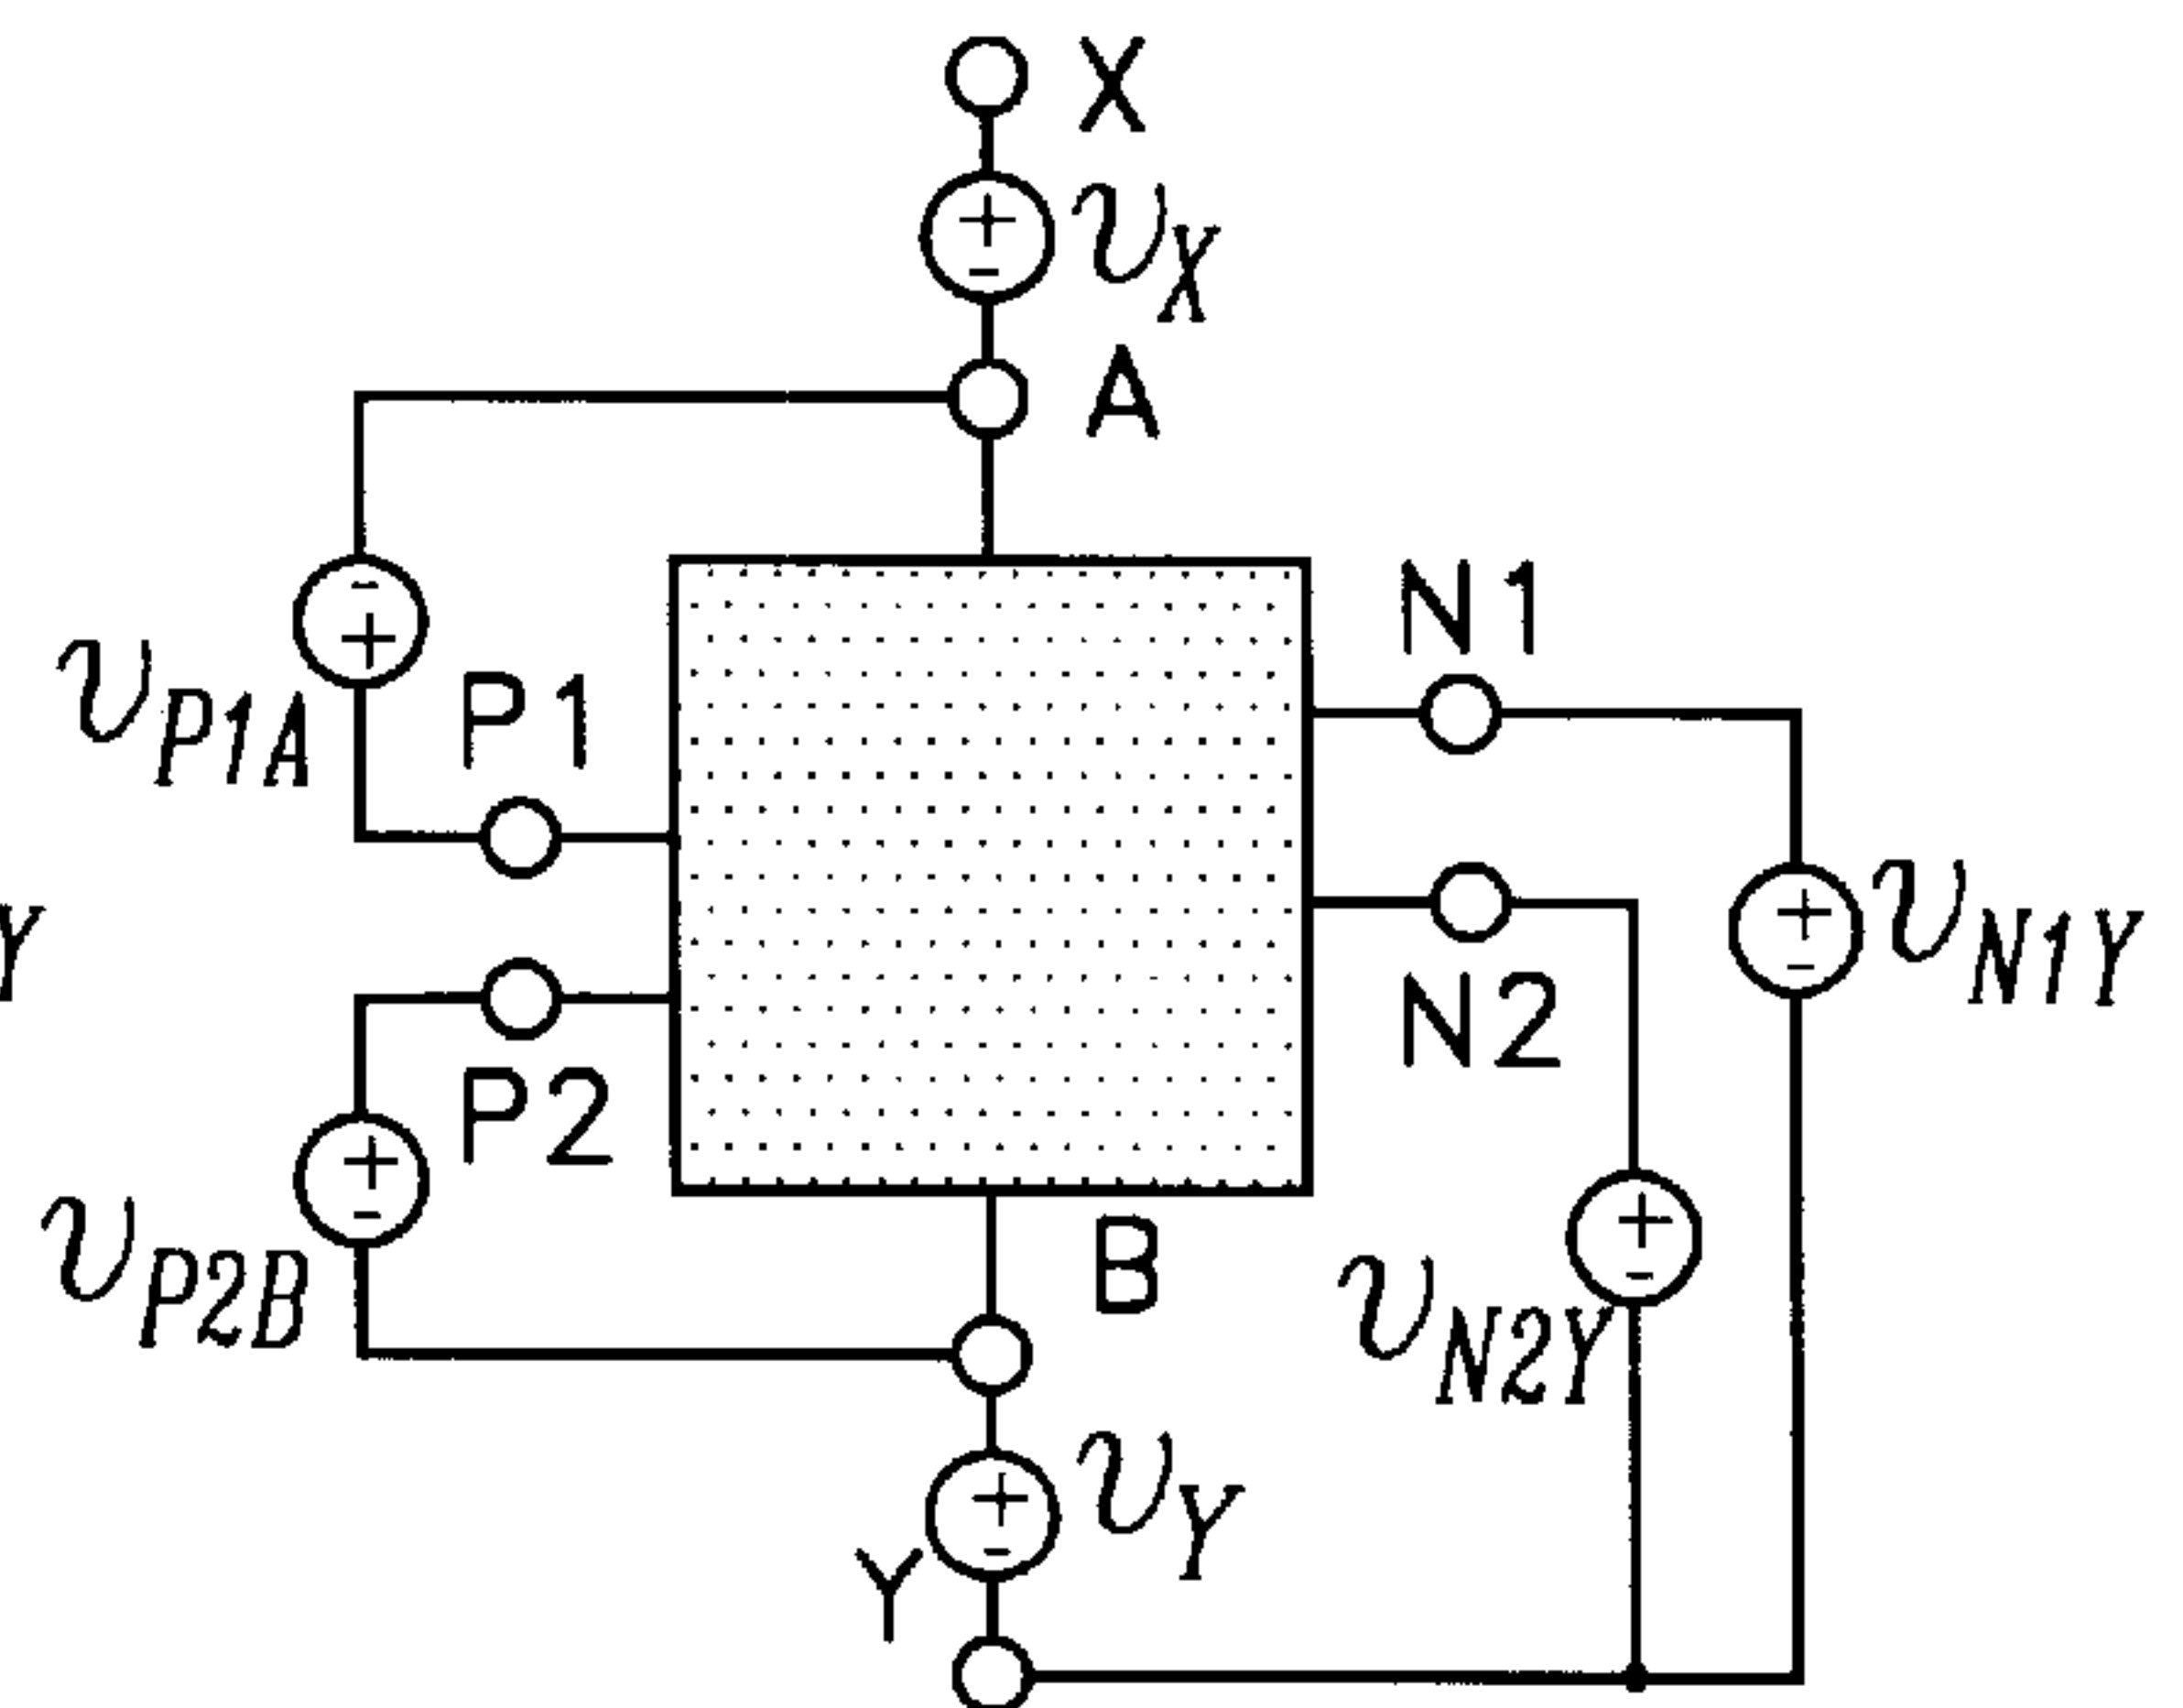 X
+
-
v_X
A
-
+
v_P1A
P1
N1
+
-
v_N1Y
Y
P2
N2
+
-
v_P2B
+
-
v_N2Y
B
+
-
v_Y
Y